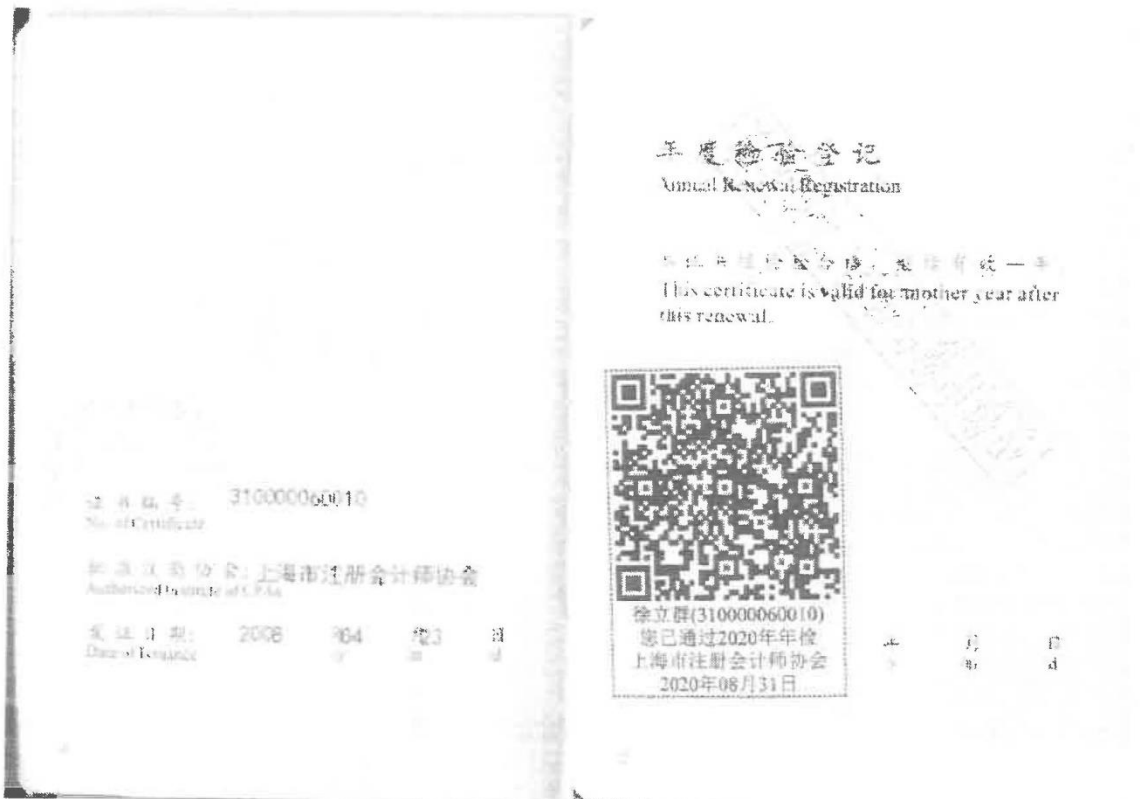 证书编号: 310000060010
No. of Certificate
批准注册协会: 上海市注册会计师协会
Authorized Institute of CPAs
发证日期: 2008 年 04 月 23 日
Date of Issuance y m d
年度检验登记
Annual Renewal Registration
本证书经检验合格，继续有效一年
This certificate is valid for another year after
this renewal.
徐立群(310000060010)
您已通过2020年年检
上海市注册会计师协会
2020年08月31日
年 月 日
y m d